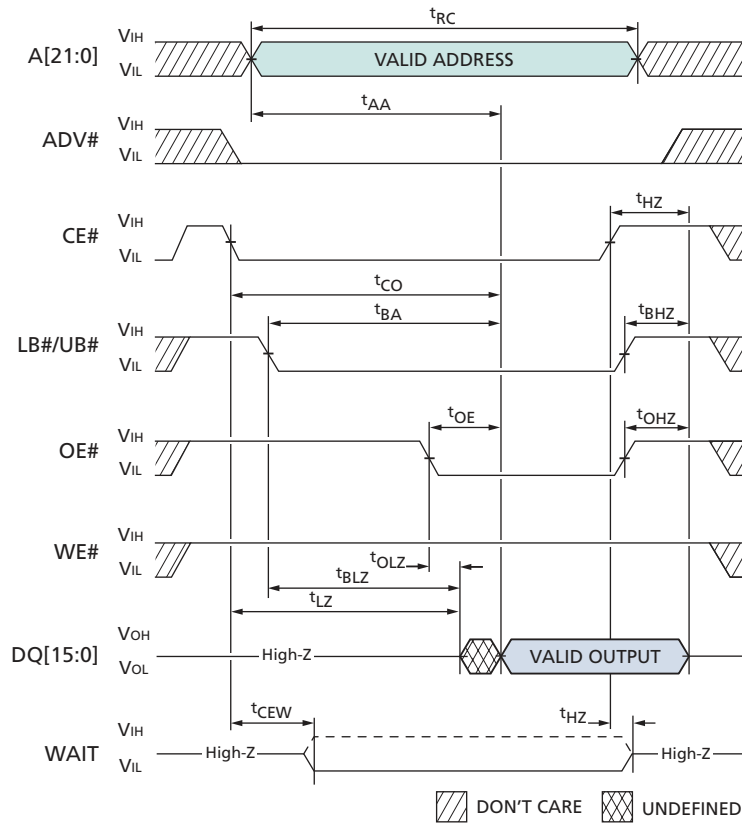 tRC
A[21:0] VIH VALID ADDRESS
VIL
tAA
ADV# VIH
VIL
CE# VIH tHZ
VIL
tCO
tBA tBHZ
LB#/UB# VIH
VIL
tOE tOHZ
OE# VIH
VIL
WE# VIH
VIL tOLZ
tBLZ
tLZ
DQ[15:0] VOH High-Z VALID OUTPUT
VOL
tCEW tHZ
WAIT VIH High-Z High-Z
VIL
DON'T CARE UNDEFINED